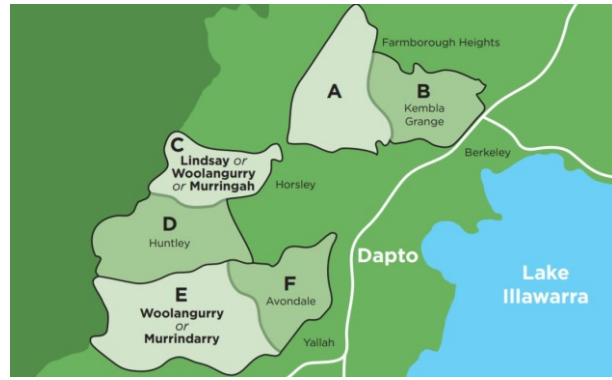 Farmborough Heights
A
B
Kembla
Grange
Berkeley
C
Lindsay or
Woolangurry
or Murringah
Horsley
D
Huntley
Dapto
Lake
Illawarra
E
Woolangurry
or
Murrindarry
F
Avondale
Yallah